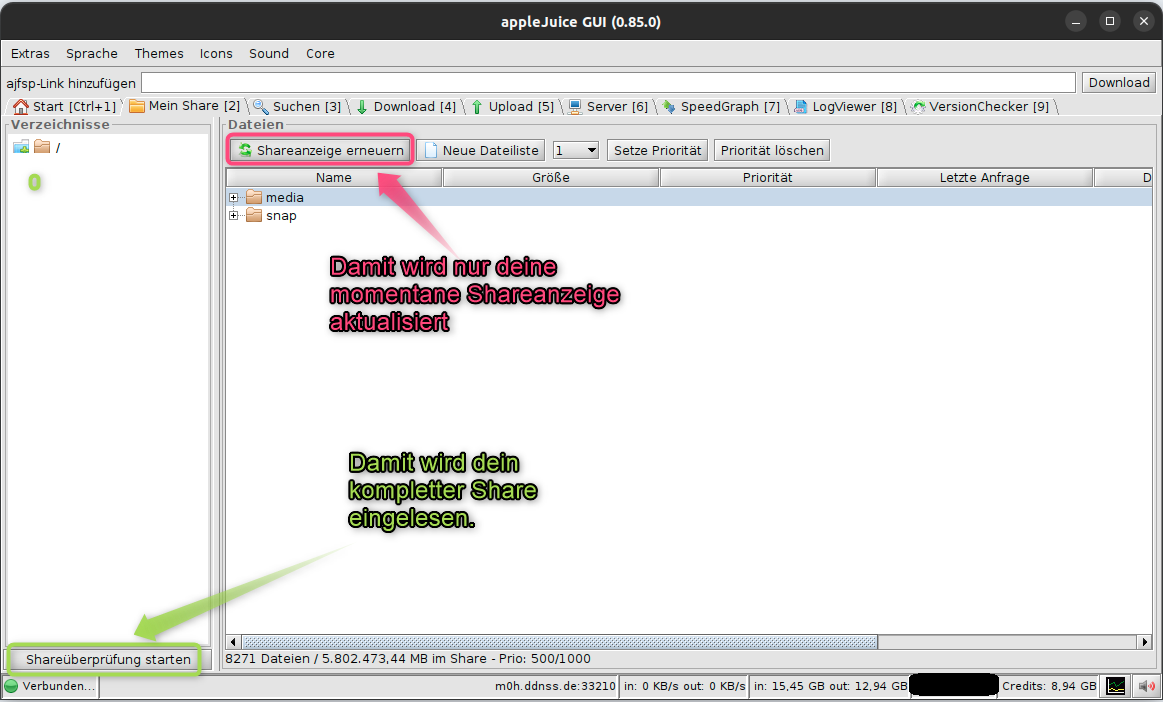 appleJuice GUI (0.85.0)
Extras Sprache Themes Icons Sound Core
ajfsp-Link hinzufügen Download
Start [Ctrl+1] Mein Share [2] Suchen [3] Download [4] Upload [5] Server [6] SpeedGraph [7] LogViewer [8] VersionChecker [9]
Verzeichnisse
/
0
Dateien
Shareanzeige erneuern Neue Dateiliste 1 Setze Priorität Priorität löschen
Name Größe Priorität Letzte Anfrage D
media
snap
Damit wird nur deine
momentane Shareanzeige
aktualisiert
Damit wird dein
kompletter Share
eingelesen.
Shareüberprüfung starten
8271 Dateien / 5.802.473,44 MB im Share - Prio: 500/1000
Verbunden... m0h.ddnss.de:33210 in: 0 KB/s out: 0 KB/s in: 15,45 GB out: 12,94 GB Credits: 8,94 GB